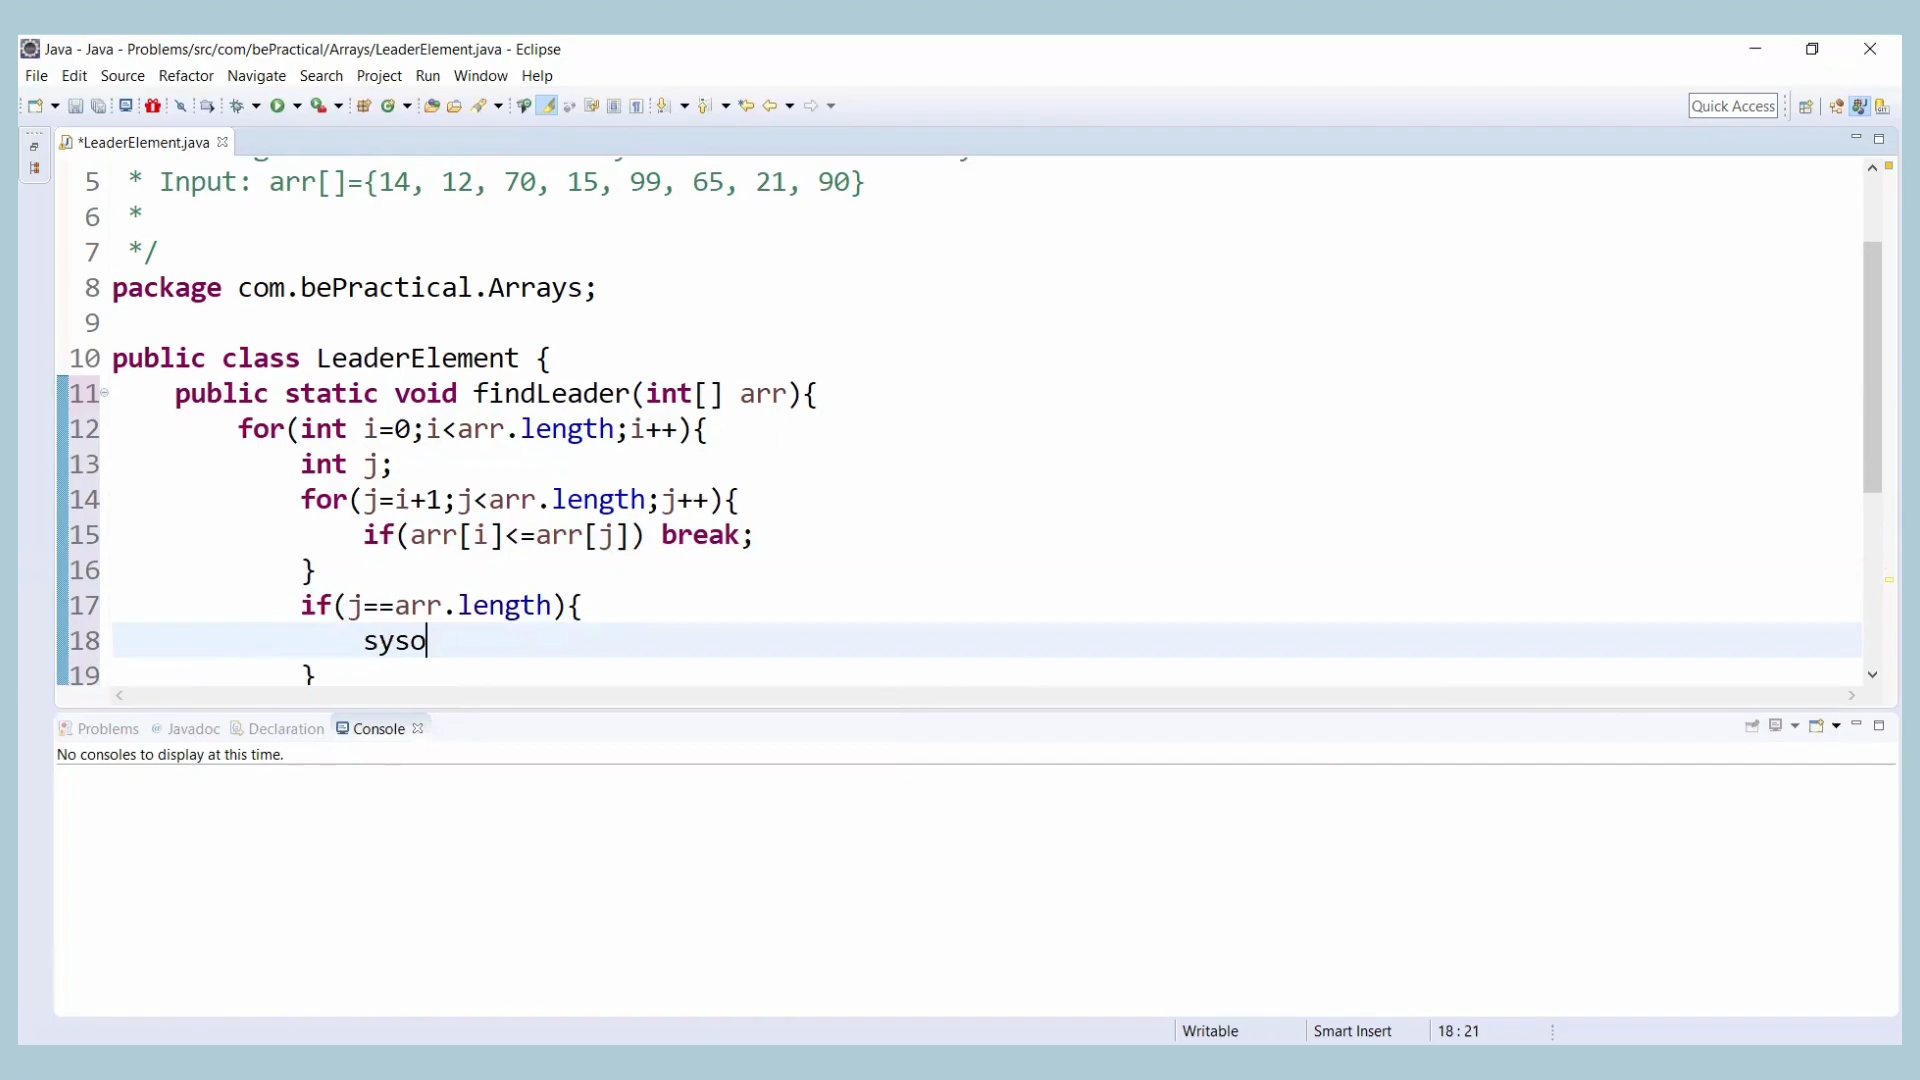 Java - Java - Problems/src/com/bePractical/Arrays/LeaderElement.java - Eclipse
File Edit Source Refactor Navigate Search Project Run Window Help
Quick Access
*LeaderElement.java
5 * Input: arr[]={14, 12, 70, 15, 99, 65, 21, 90}
6 *
7 */
8 package com.bePractical.Arrays;
9
10 public class LeaderElement {
11 public static void findLeader(int[] arr){
12 for(int i=0;i<arr.length;i++){
13 int j;
14 for(j=i+1;j<arr.length;j++){
15 if(arr[i]<=arr[j]) break;
16 }
17 if(j==arr.length){
18 syso
19 }
Problems @ Javadoc Declaration Console
No consoles to display at this time.
Writable Smart Insert 18 : 21